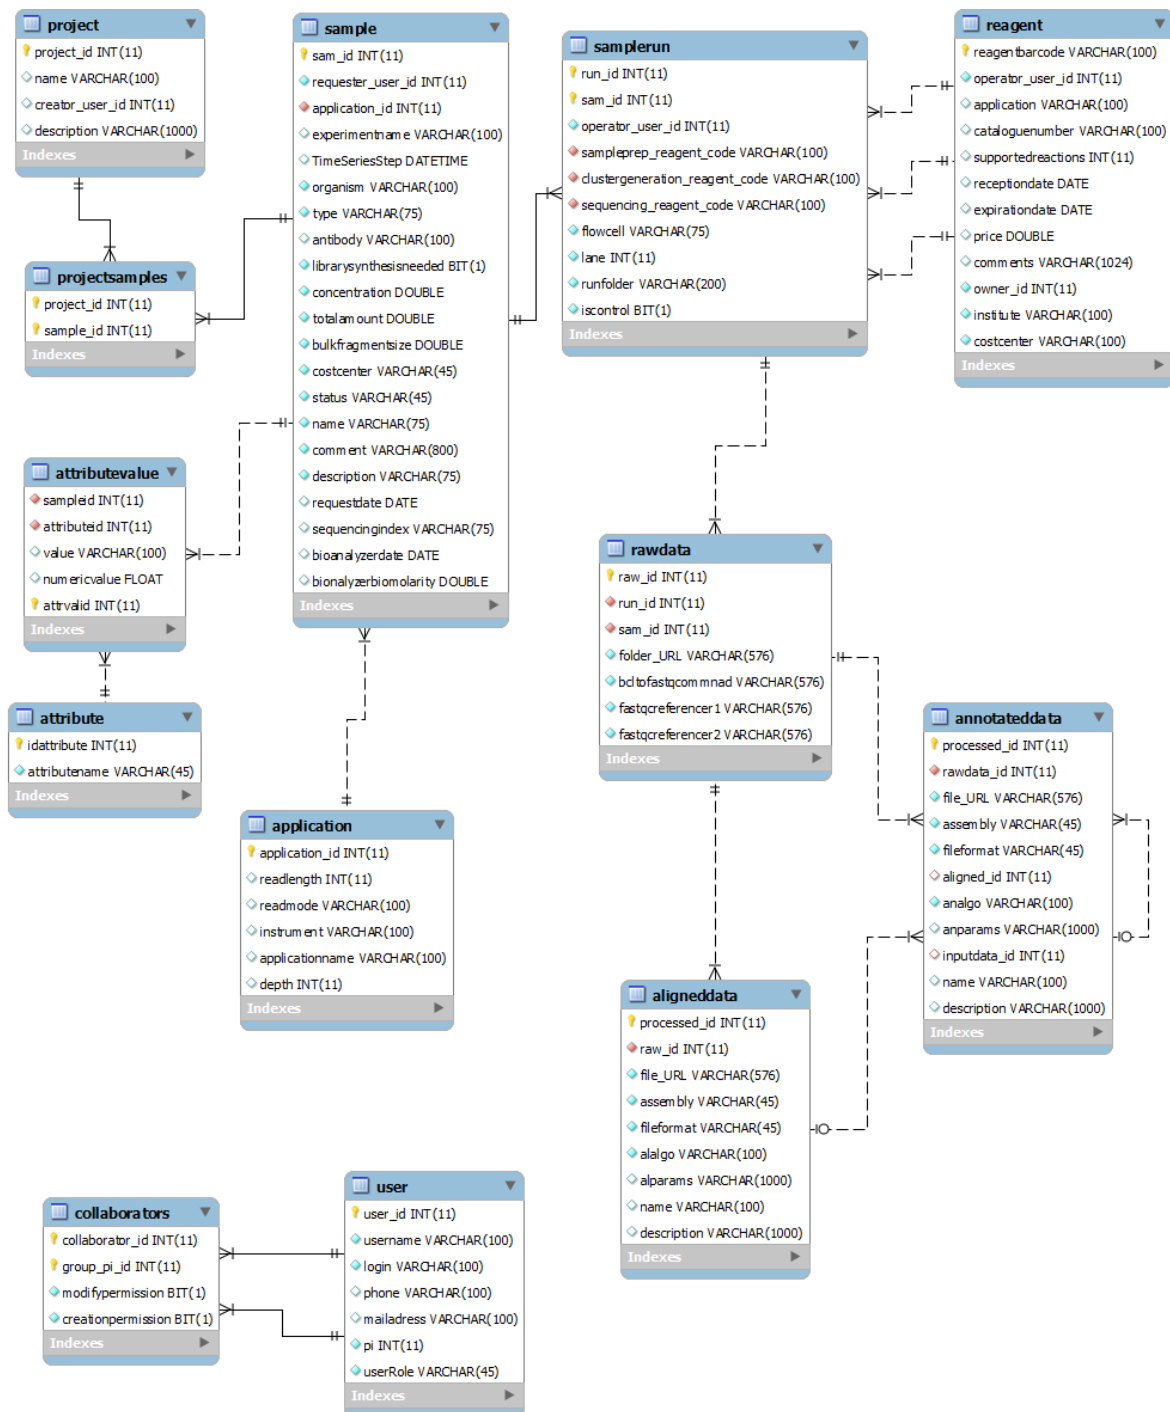 project
project_id INT(11)
name VARCHAR(100)
creator_user_id INT(11)
description VARCHAR(1000)
Indexes
projectsamples
project_id INT(11)
sample_id INT(11)
Indexes
attributevalue
sampleid INT(11)
attributeid INT(11)
value VARCHAR(100)
numericvalue FLOAT
attrvalid INT(11)
Indexes
attribute
idattribute INT(11)
attributename VARCHAR(45)
Indexes
sample
sam_id INT(11)
requester_user_id INT(11)
application_id INT(11)
experimentname VARCHAR(100)
TimeSeriesStep DATETIME
organism VARCHAR(100)
type VARCHAR(75)
antibody VARCHAR(100)
librarysynthesisneeded BIT(1)
concentration DOUBLE
totalamount DOUBLE
bulkfragmentsize DOUBLE
costcenter VARCHAR(45)
status VARCHAR(45)
name VARCHAR(75)
comment VARCHAR(800)
description VARCHAR(75)
requestdate DATE
sequencingindex VARCHAR(75)
bioanalyzerdate DATE
bionalyzerbiomolarity DOUBLE
Indexes
application
application_id INT(11)
readlength INT(11)
readmode VARCHAR(100)
instrument VARCHAR(100)
applicationname VARCHAR(100)
depth INT(11)
Indexes
samplerun
run_id INT(11)
sam_id INT(11)
operator_user_id INT(11)
sampleprep_reagent_code VARCHAR(100)
clustergeneration_reagent_code VARCHAR(100)
sequencing_reagent_code VARCHAR(100)
flowcell VARCHAR(75)
lane INT(11)
runfolder VARCHAR(200)
iscontrol BIT(1)
Indexes
reagent
reagentbarcode VARCHAR(100)
operator_user_id INT(11)
application VARCHAR(100)
cataloguenumber VARCHAR(100)
supportedreactions INT(11)
receptiondate DATE
expirationdate DATE
price DOUBLE
comments VARCHAR(1024)
owner_id INT(11)
institute VARCHAR(100)
costcenter VARCHAR(100)
Indexes
rawdata
raw_id INT(11)
run_id INT(11)
sam_id INT(11)
folder_URL VARCHAR(576)
bcltofastqcommnad VARCHAR(576)
fastqcreferencer1 VARCHAR(576)
fastqcreferencer2 VARCHAR(576)
Indexes
annotateddata
processed_id INT(11)
rawdata_id INT(11)
file_URL VARCHAR(576)
assembly VARCHAR(45)
fileformat VARCHAR(45)
aligned_id INT(11)
analgo VARCHAR(100)
anparams VARCHAR(1000)
inputdata_id INT(11)
name VARCHAR(100)
description VARCHAR(1000)
Indexes
aligneddata
processed_id INT(11)
raw_id INT(11)
file_URL VARCHAR(576)
assembly VARCHAR(45)
fileformat VARCHAR(45)
alalgo VARCHAR(100)
alparams VARCHAR(1000)
name VARCHAR(100)
description VARCHAR(1000)
Indexes
collaborators
collaborator_id INT(11)
group_pi_id INT(11)
modifypermission BIT(1)
creationpermission BIT(1)
Indexes
user
user_id INT(11)
username VARCHAR(100)
login VARCHAR(100)
phone VARCHAR(100)
mailadress VARCHAR(100)
pi INT(11)
userRole VARCHAR(45)
Indexes